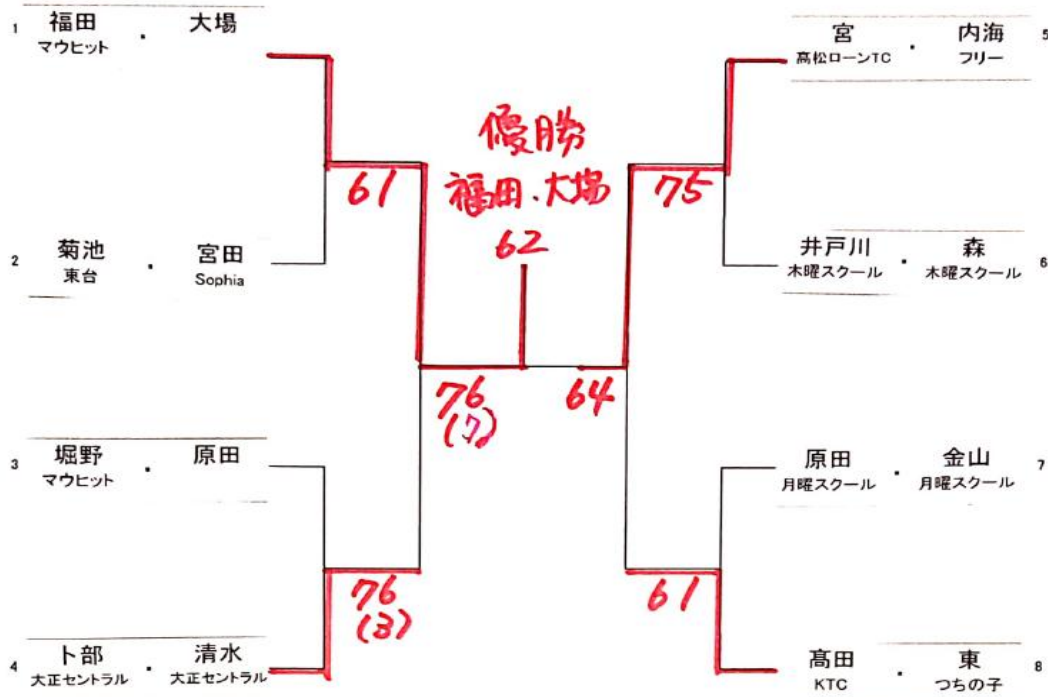 1 福田 ・ 大場
マウヒット
2 菊池 ・ 宮田
東台 Sophia
3 堀野 ・ 原田
マウヒット
4 卜部 ・ 清水
大正セントラル 大正セントラル
61
76
(3)
76
(7)
優勝
福田、大場
62
64
75
61
宮 ・ 内海 5
高松ローンTC フリー
井戸川 ・ 森 6
木曜スクール 木曜スクール
原田 ・ 金山 7
月曜スクール 月曜スクール
髙田 ・ 東 8
KTC つちの子